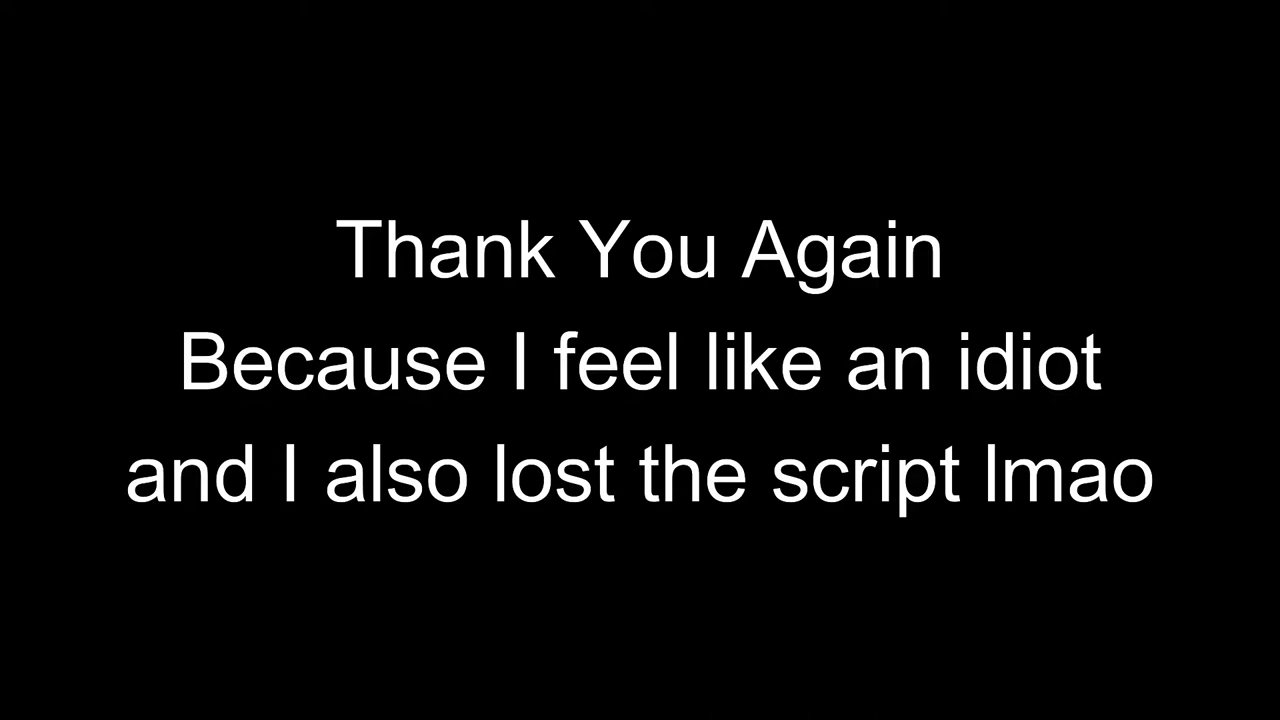 Thank You Again
Because I feel like an idiot
and I also lost the script lmao